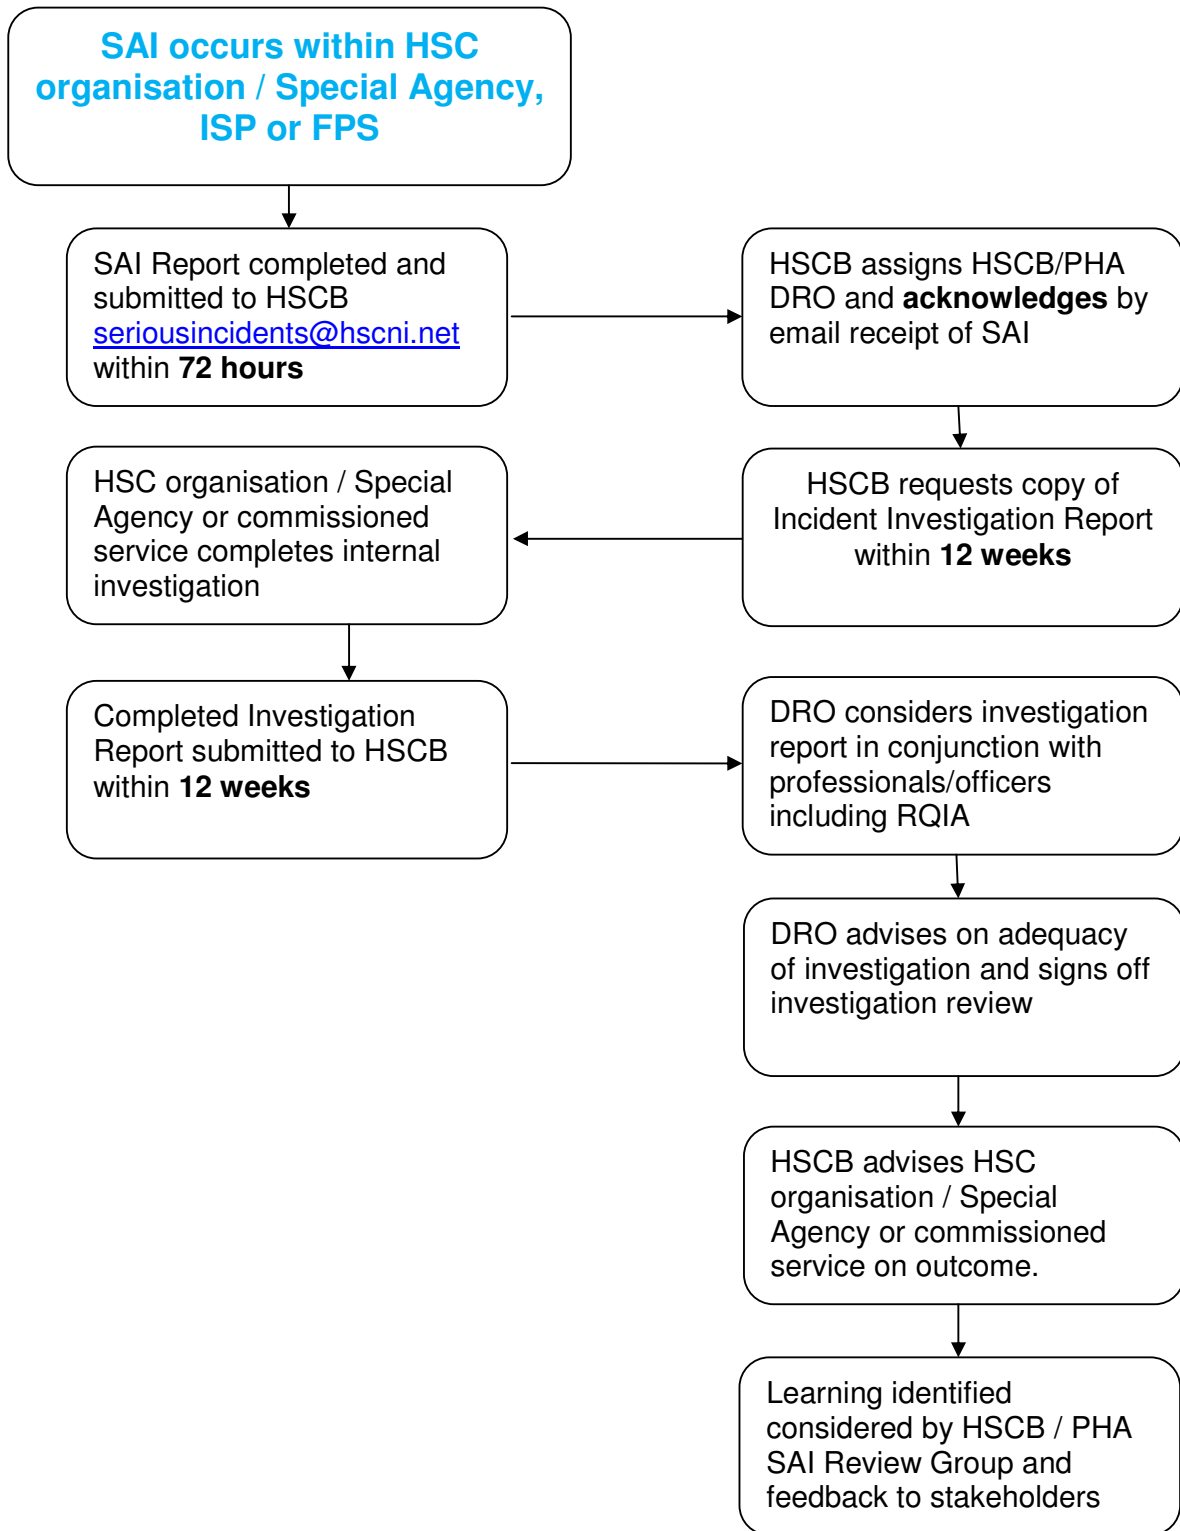 SAI occurs within HSC
organisation / Special Agency,
ISP or FPS
SAI Report completed and
submitted to HSCB
seriousincidents@hscni.net
within 72 hours
HSCB assigns HSCB/PHA
DRO and acknowledges by
email receipt of SAI
HSCB requests copy of
Incident Investigation Report
within 12 weeks
HSC organisation / Special
Agency or commissioned
service completes internal
investigation
Completed Investigation
Report submitted to HSCB
within 12 weeks
DRO considers investigation
report in conjunction with
professionals/officers
including RQIA
DRO advises on adequacy
of investigation and signs off
investigation review
HSCB advises HSC
organisation / Special
Agency or commissioned
service on outcome.
Learning identified
considered by HSCB / PHA
SAI Review Group and
feedback to stakeholders